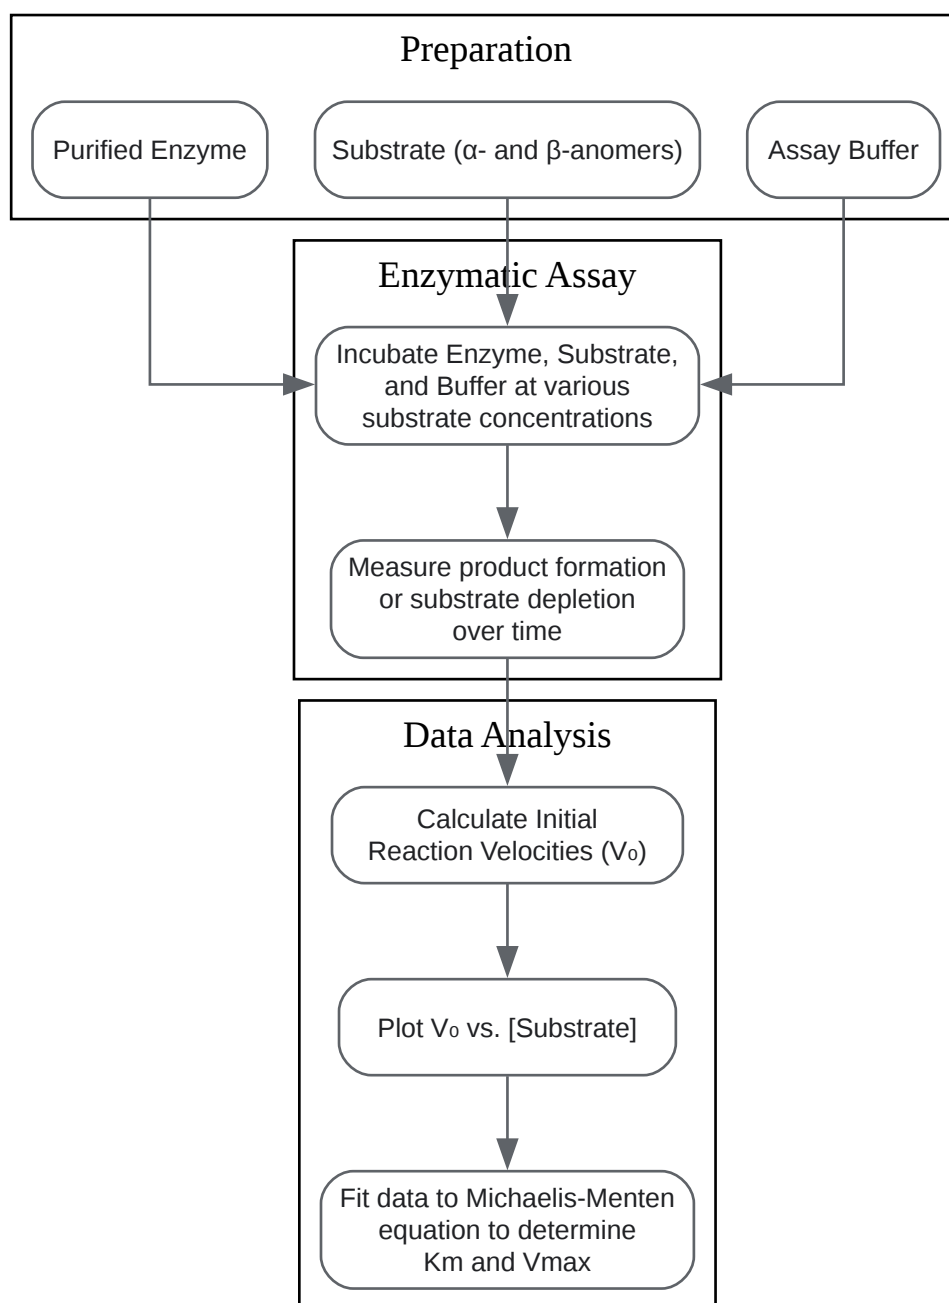 Preparation
Purified Enzyme
Substrate (α- and β-anomers)
Assay Buffer
Enzymatic Assay
Incubate Enzyme, Substrate,
and Buffer at various
substrate concentrations
Measure product formation
or substrate depletion
over time
Data Analysis
Calculate Initial
Reaction Velocities (V₀)
Plot V₀ vs. [Substrate]
Fit data to Michaelis-Menten
equation to determine
Km and Vmax